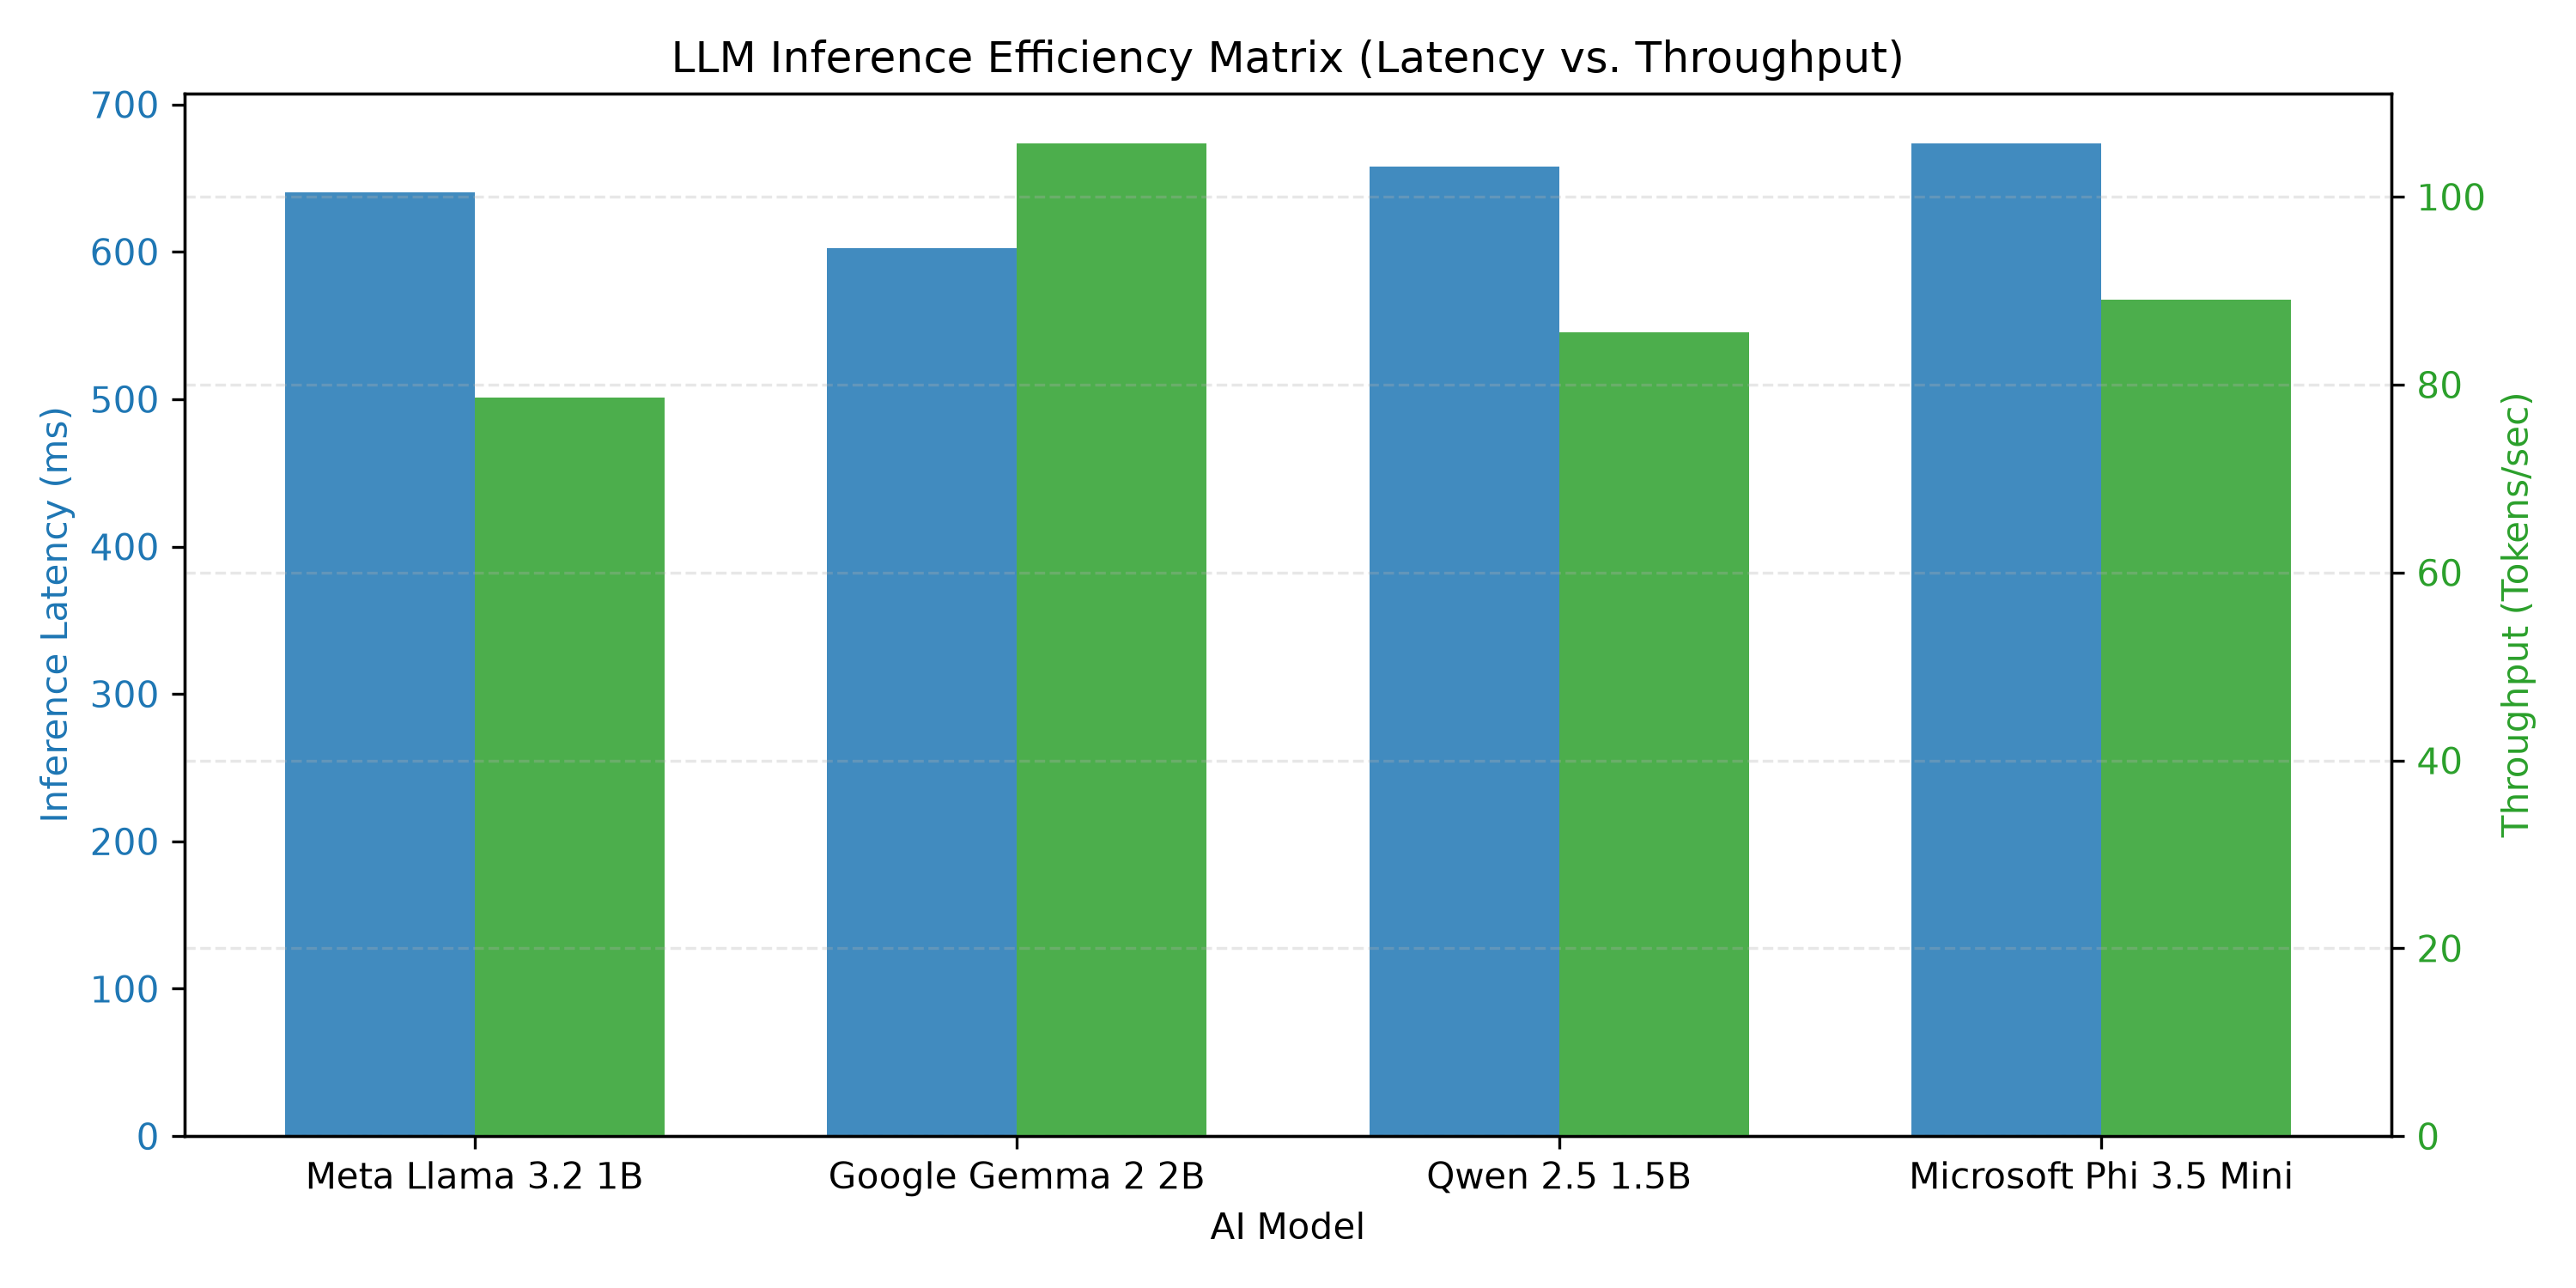 LLM Inference Efficiency Matrix (Latency vs. Throughput)
Inference Latency (ms)
700
600
500
400
300
200
100
0
Throughput (Tokens/sec)
100
80
60
40
20
0
Meta Llama 3.2 1B
Google Gemma 2 2B
Qwen 2.5 1.5B
Microsoft Phi 3.5 Mini
AI Model